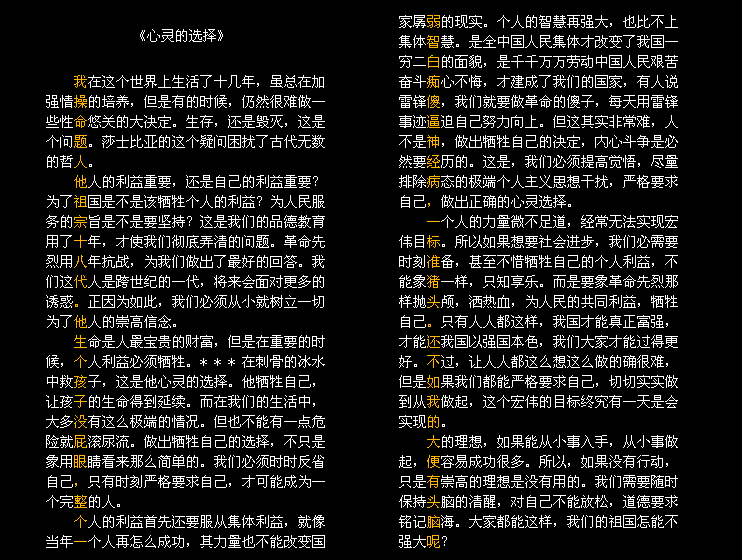 《心灵的选择》
我在这个世界上生活了十几年，虽总在加
强情操的培养，但是有的时候，仍然很难做一
些性命悠关的大决定。生存，还是毁灭，这是
个问题。莎士比亚的这个疑问困扰了古代无数
的哲人。
他人的利益重要，还是自己的利益重要？
为了祖国是不是该牺牲个人的利益？为人民服
务的宗旨是不是要坚持？这是我们的品德教育
用了十年，才使我们彻底弄清的问题。革命先
烈用八年抗战，为我们做出了最好的回答。我
们这代人是跨世纪的一代，将来会面对更多的
诱惑。正因为如此，我们必须从小就树立一切
为了他人的崇高信念。
生命是人最宝贵的财富，但是在重要的时
候，个人利益必须牺牲。＊＊＊在刺骨的冰水
中救孩子，这是他心灵的选择。他牺牲自己，
让孩子的生命得到延续。而在我们的生活中，
大多没有这么极端的情况。但也不能有一点危
险就屁滚尿流。做出牺牲自己的选择，不只是
象用眼睛看来那么简单的。我们必须时时反省
自己，只有时刻严格要求自己，才可能成为一
个完整的人。
个人的利益首先还要服从集体利益，就像
当年一个人再怎么成功，其力量也不能改变国
家孱弱的现实。个人的智慧再强大，也比不上
集体智慧。是全中国人民集体才改变了我国一
穷二白的面貌，是千千万万劳动中国人民艰苦
奋斗痴心不悔，才建成了我们的国家，有人说
雷锋傻，我们就要做革命的傻子，每天用雷锋
事迹逼迫自己努力向上。但这其实非常难，人
不是神，做出牺牲自己的决定，内心斗争是必
然要经历的。这是，我们必须提高觉悟，尽量
排除病态的极端个人主义思想干扰，严格要求
自己，做出正确的心灵选择。
一个人的力量微不足道，经常无法实现宏
伟目标。所以如果想要社会进步，我们必需要
时刻准备，甚至不惜牺牲自己的个人利益，不
能象猪一样，只知享乐。而是要象革命先烈那
样抛头颅，洒热血，为人民的共同利益，牺牲
自己。只有人人都这样，我国才能真正富强，
才能还我国以强国本色，我们大家才能过得更
好。不过，让人人都这么想这么做的确很难，
但是如果我们都能严格要求自己，切切实实做
到从我做起，这个宏伟的目标终究有一天是会
实现的。
大的理想，如果能从小事入手，从小事做
起，便容易成功很多。所以，如果没有行动，
只是有崇高的理想是没有用的。我们需要随时
保持头脑的清醒，对自己不能放松，道德要求
铭记脑海。大家都能这样，我们的祖国怎能不
强大呢？